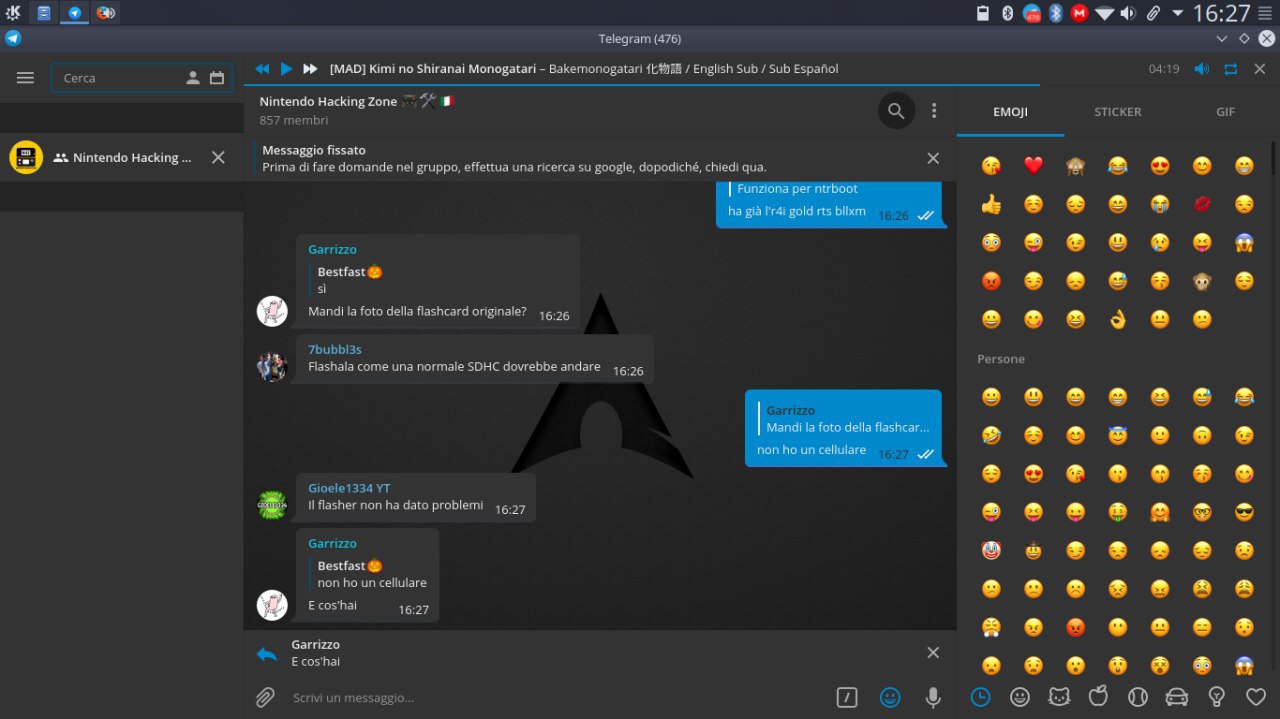 16:27
Telegram (476)
Cerca
[MAD] Kimi no Shiranai Monogatari – Bakemonogatari 化物語 / English Sub / Sub Español
04:19
Nintendo Hacking Zone 🎮🛠🇮🇹
857 membri
EMOJI
STICKER
GIF
Nintendo Hacking ...
Messaggio fissato
Prima di fare domande nel gruppo, effettua una ricerca su google, dopodiché, chiedi qua.
Funziona per ntrboot
ha già l'r4i gold rts bllxm 16:26
Garrizzo
Bestfast🎃
sì
Mandi la foto della flashcard originale? 16:26
7bubbl3s
Flashala come una normale SDHC dovrebbe andare 16:26
Garrizzo
Mandi la foto della flashcar...
non ho un cellulare 16:27
Gioele1334 YT
Il flasher non ha dato problemi 16:27
Garrizzo
Bestfast🎃
non ho un cellulare
E cos'hai 16:27
Persone
Garrizzo
E cos'hai
Scrivi un messaggio...